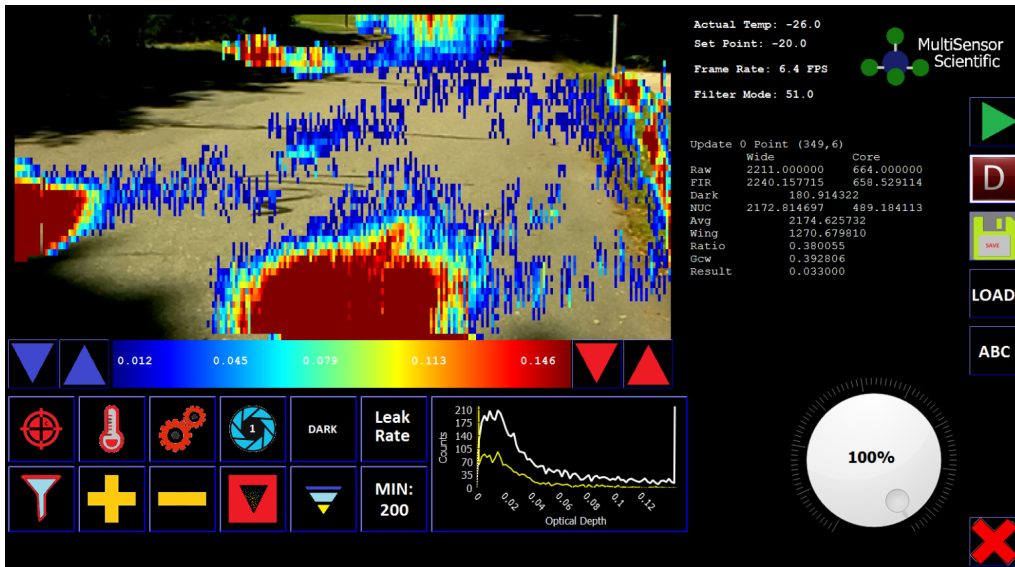 Actual Temp: -26.0
Set Point: -20.0
Frame Rate: 6.4 FPS
Filter Mode: 51.0
MultiSensor
Scientific
Update 0 Point (349,6)
Wide Core
Raw 2211.000000 664.000000
FIR 2240.157715 658.529114
Dark 180.914322
NUC 2172.814697 489.184113
Avg 2174.625732
Wing 1270.679810
Ratio 0.380055
Gcw 0.392806
Result 0.033000
D
SAVE
LOAD
ABC
0.012 0.045 0.079 0.113 0.146
1
DARK
Leak
Rate
MIN:
200
Counts
210
175
140
105
70
35
0
0 0.02 0.04 0.06 0.08 0.1 0.12
Optical Depth
100%